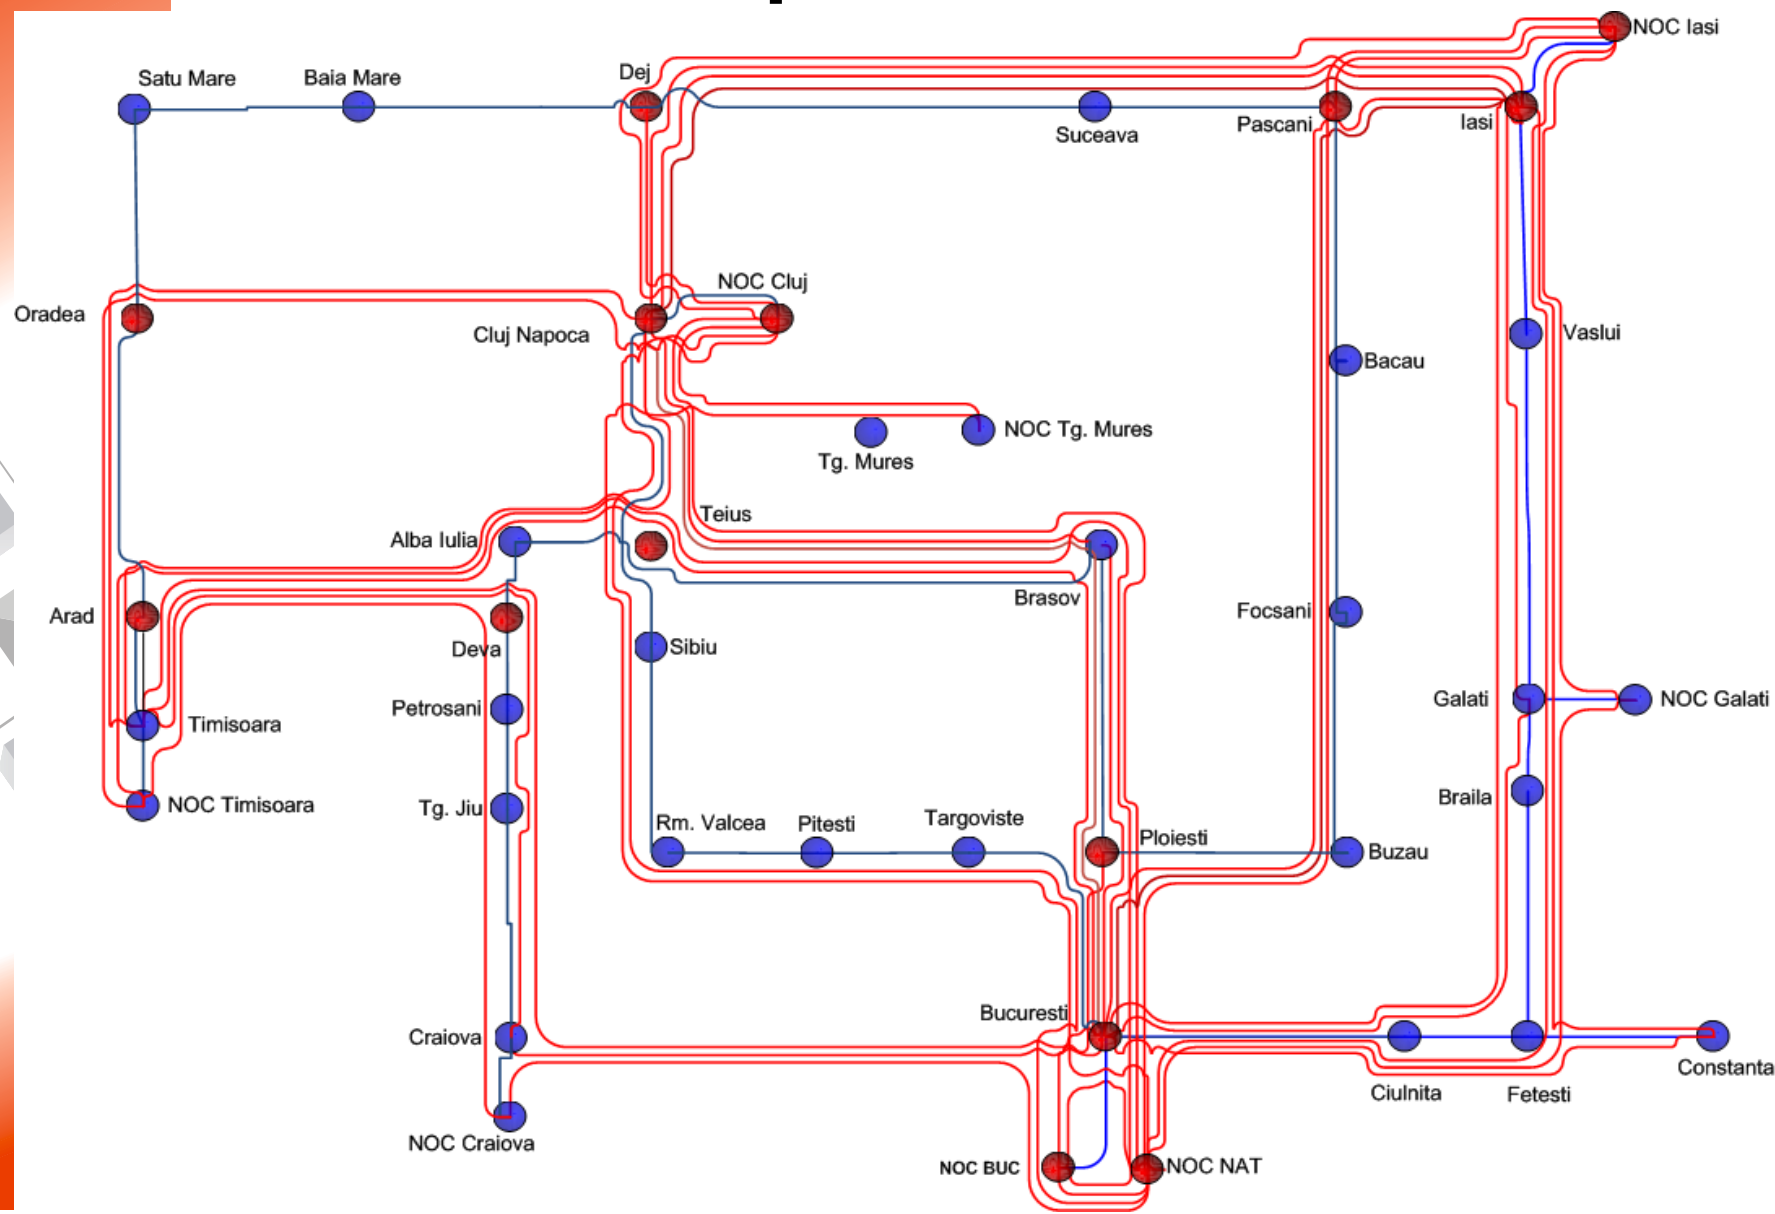 NOC Iasi
Satu Mare
Baia Mare
Dej
Suceava
Pascani
Iasi
NOC Cluj
Oradea
Cluj Napoca
Vaslui
Bacau
NOC Tg. Mures
Tg. Mures
Teius
Alba Iulia
Brasov
Arad
Focsani
Deva
Sibiu
Petrosani
Galati
NOC Galati
Timisoara
NOC Timisoara
Tg. Jiu
Braila
Rm. Valcea
Pitesti
Targoviste
Ploiesti
Buzau
Bucuresti
Craiova
Constanta
Ciulnita
Fetesti
NOC Craiova
NOC BUC
NOC NAT